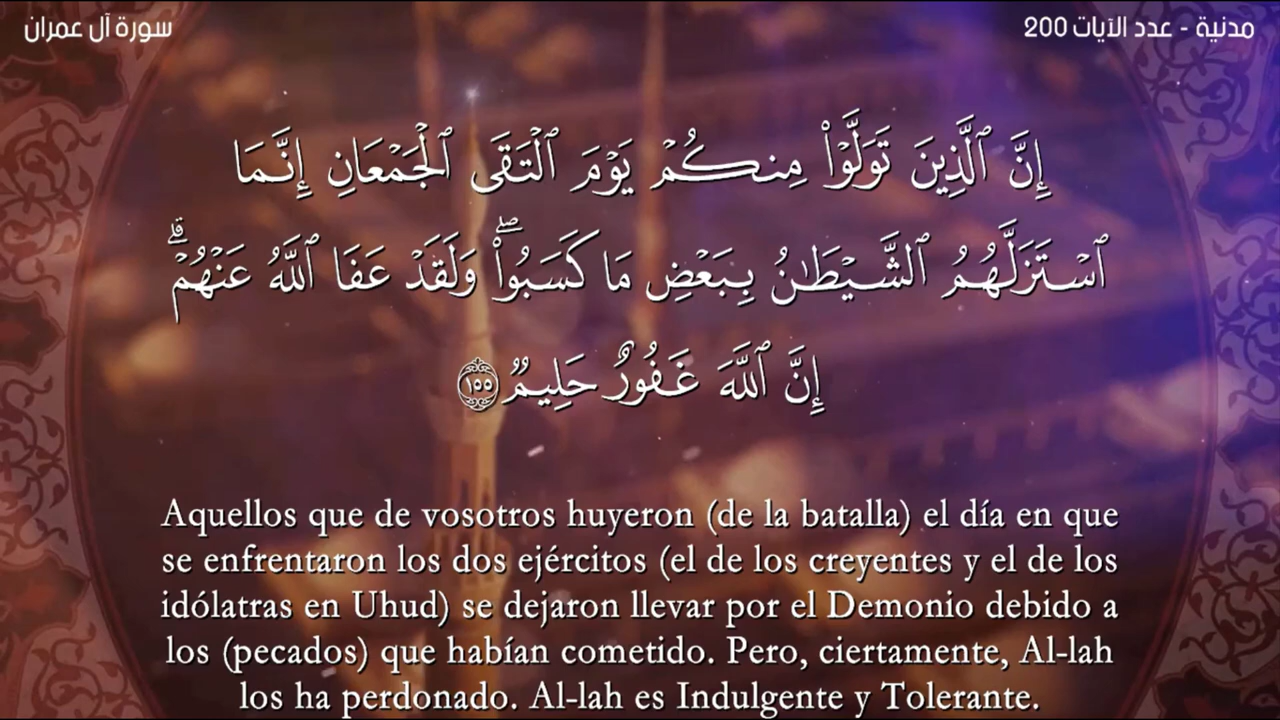 سورة آل عمران
مدنية - عدد الآيات 200
إِنَّ ٱلَّذِينَ تَوَلَّوْا۟ مِنكُمْ يَوْمَ ٱلْتَقَى ٱلْجَمْعَانِ إِنَّمَا
ٱسْتَزَلَّهُمُ ٱلشَّيْطَـٰنُ بِبَعْضِ مَا كَسَبُوا۟ ۖ وَلَقَدْ عَفَا ٱللَّهُ عَنْهُمْ ۗ
إِنَّ ٱللَّهَ غَفُورٌ حَلِيمٌ ١٥٥
Aquellos que de vosotros huyeron (de la batalla) el día en que
se enfrentaron los dos ejércitos (el de los creyentes y el de los
idólatras en Uhud) se dejaron llevar por el Demonio debido a
los (pecados) que habían cometido. Pero, ciertamente, Al-lah
los ha perdonado. Al-lah es Indulgente y Tolerante.